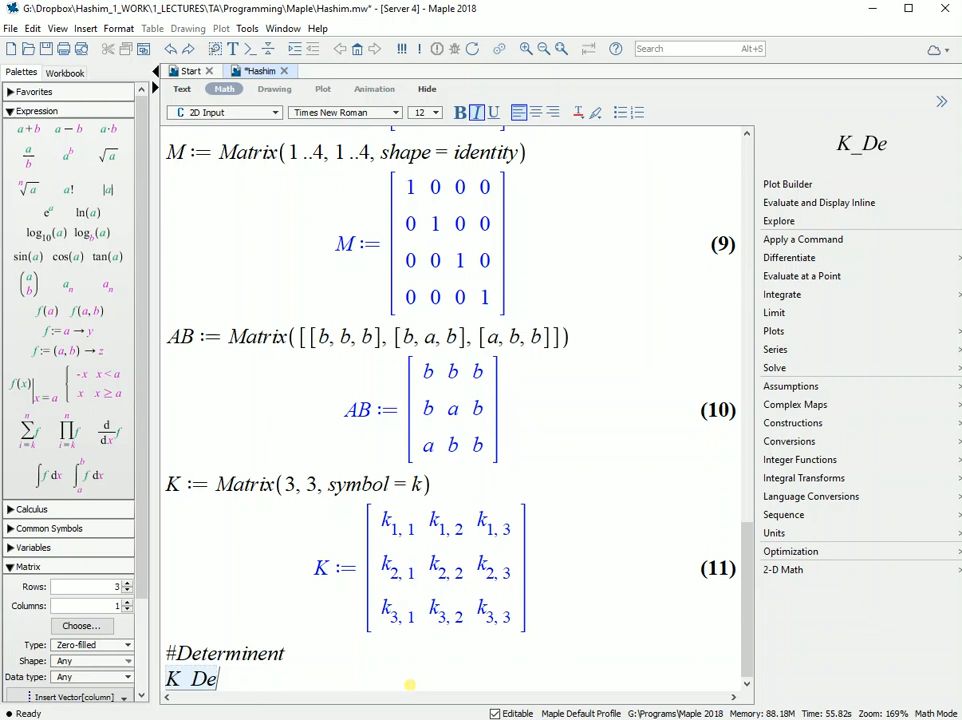 G:\Dropbox\Hashim_1_WORK\1_LECTURES\TA\Programming\Maple\Hashim.mw* - [Server 4] - Maple 2018
File Edit View Insert Format Table Drawing Plot Tools Window Help
Search Alt+S
Palettes Workbook
Start *Hashim
Text Math Drawing Plot Animation Hide
C 2D Input Times New Roman 12 B I U
Favorites
Expression
a+b a−b a·b
a/b a^b √a
ⁿ√a a! |a|
e^a ln(a)
log₁₀(a) log_b(a)
sin(a) cos(a) tan(a)
(a b) a_n a_n
f(a) f(a, b)
f:=a → y
f:=(a, b) → z
f(x)|x=a { -x x<a
x x≥a
∑f i=k n ∏f i=k n d/dx f
∫f dx ∫f dx a b
Calculus
Common Symbols
Variables
Matrix
Rows: 3
Columns: 1
Choose...
Type: Zero-filled
Shape: Any
Data type: Any
Insert Vector[column]
M := Matrix(1 ..4, 1 ..4, shape = identity)
1 0 0 0
0 1 0 0
M :=
0 0 1 0
0 0 0 1
(9)
AB := Matrix([[b, b, b], [b, a, b], [a, b, b]])
b b b
AB := b a b
a b b
(10)
K := Matrix(3, 3, symbol = k)
k1, 1 k1, 2 k1, 3
K := k2, 1 k2, 2 k2, 3
k3, 1 k3, 2 k3, 3
(11)
#Determinent
K_De
K_De
Plot Builder
Evaluate and Display Inline
Explore
Apply a Command
Differentiate
Evaluate at a Point
Integrate
Limit
Plots
Series
Solve
Assumptions
Complex Maps
Constructions
Conversions
Integer Functions
Integral Transforms
Language Conversions
Sequence
Units
Optimization
2-D Math
Ready Editable Maple Default Profile G:\Programs\Maple 2018 Memory: 88.18M Time: 55.82s Zoom: 169% Math Mode